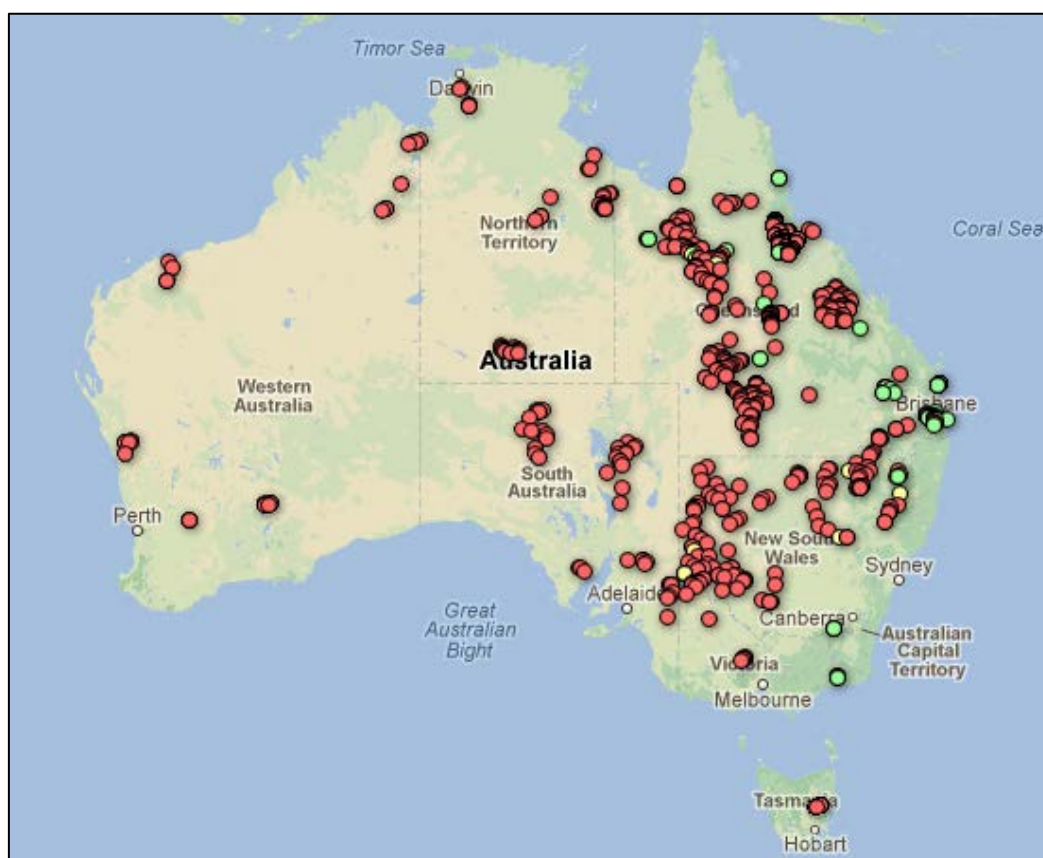 Timor Sea
Darwin
Coral Sea
Northern
Territory
Queensland
Australia
Western
Australia
Brisbane
South
Australia
Perth
New South
Wales
Sydney
Adelaide
Great
Australian
Bight
Canberra
Australian
Capital
Territory
Victoria
Melbourne
Tasmania
Hobart